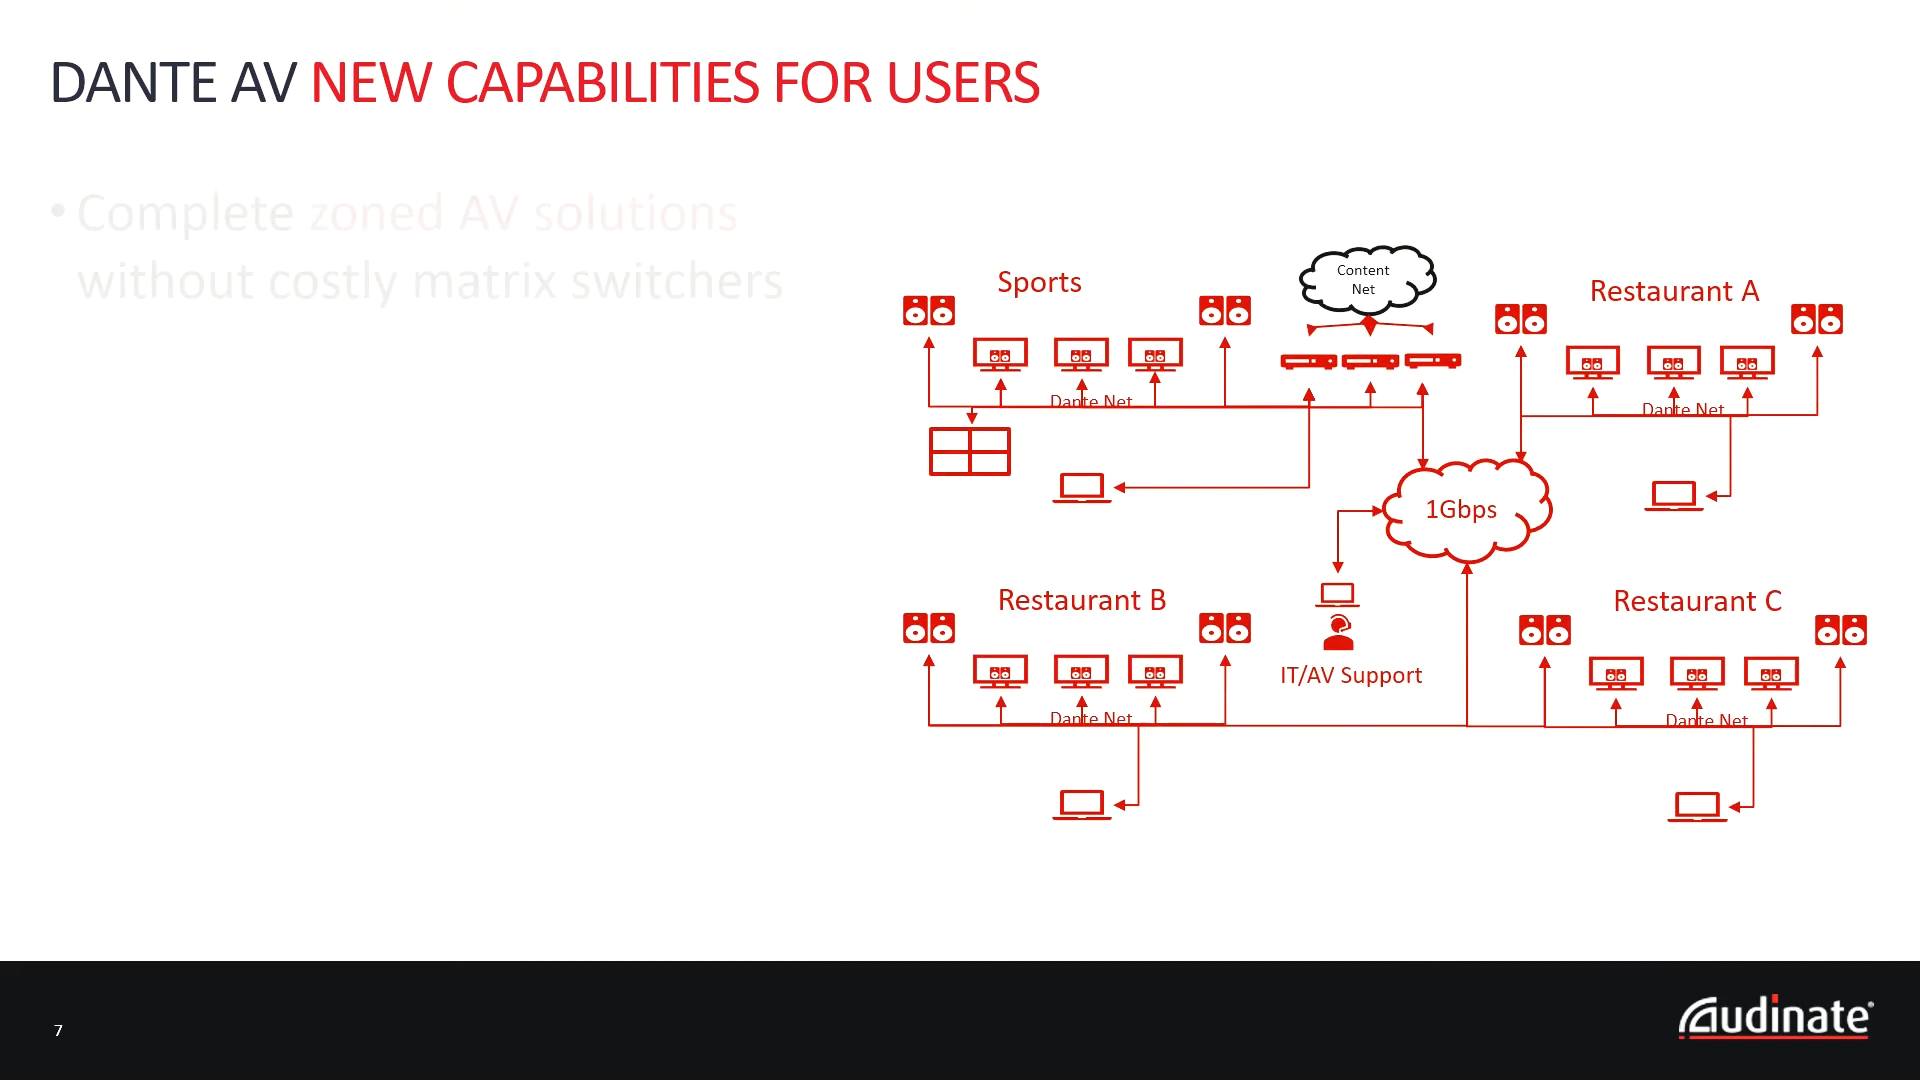 DANTE AV NEW CAPABILITIES FOR USERS
• Complete zoned AV solutions
without costly matrix switchers
Sports
Content
Net
Restaurant A
Dante Net
Dante Net
1Gbps
Restaurant B
IT/AV Support
Restaurant C
Dante Net
Dante Net
7
Audinate®